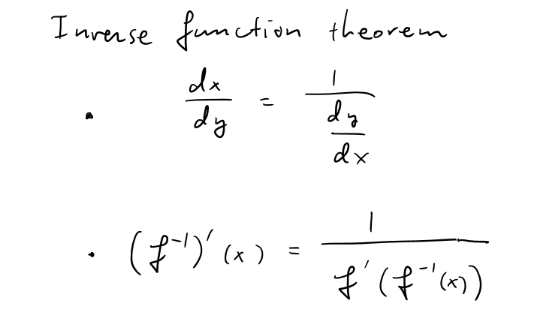 Inverse function theorem
• dx/dy = 1/(dy/dx)
• (f⁻¹)'(x) = 1/(f'(f⁻¹(x)))